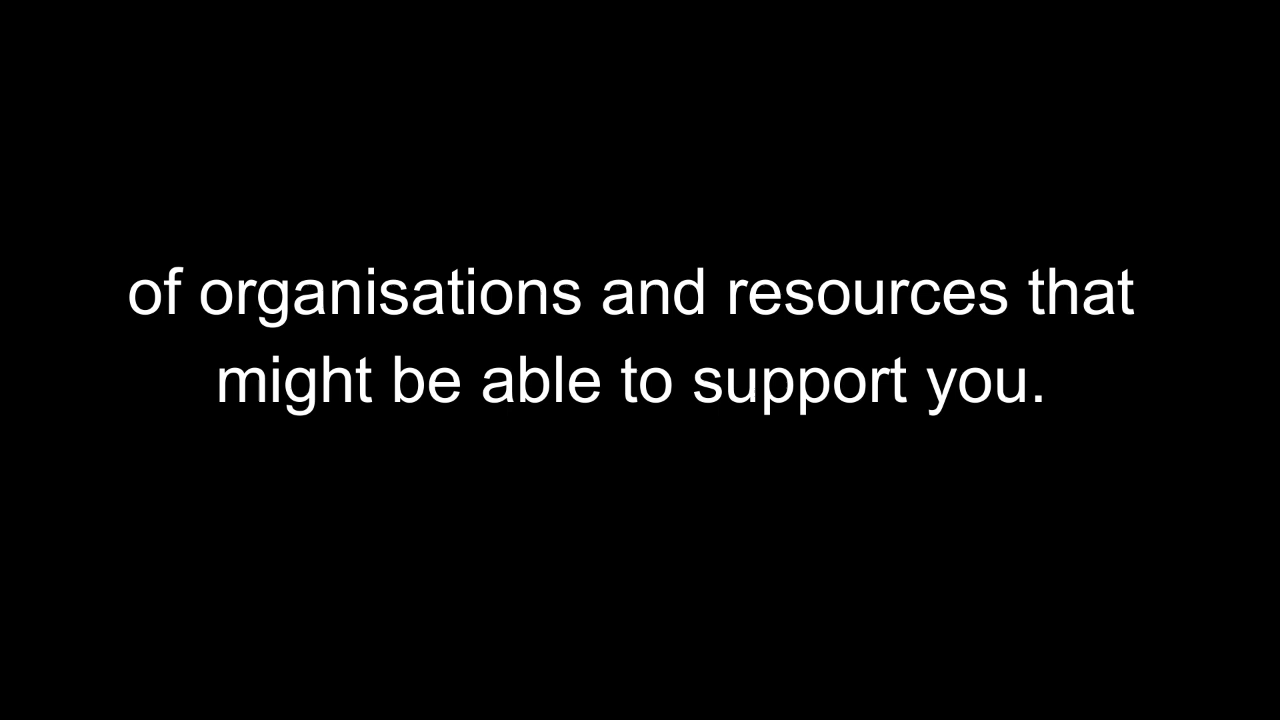 of organisations and resources that
might be able to support you.